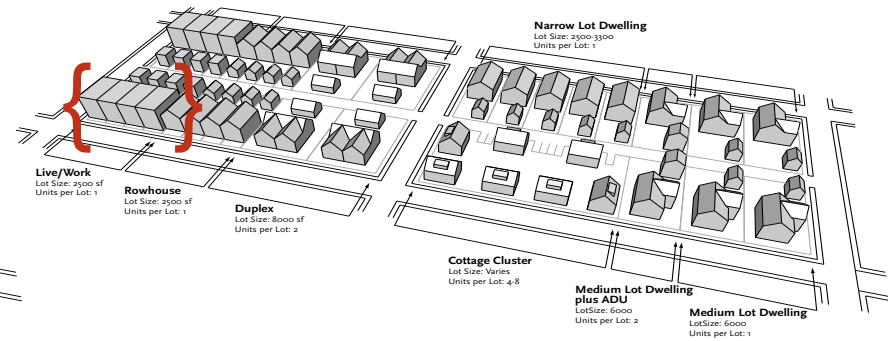 Narrow Lot Dwelling
Lot Size: 2500-3300
Units per Lot: 1
Live/Work
Lot Size: 2500 sf
Units per Lot: 1
Rowhouse
Lot Size: 2500 sf
Units per Lot: 1
Duplex
Lot Size: 8000 sf
Units per Lot: 2
Cottage Cluster
Lot Size: Varies
Units per Lot: 4-8
Medium Lot Dwelling
plus ADU
LotSize: 6000
Units per Lot: 2
Medium Lot Dwelling
LotSize: 6000
Units per Lot: 1